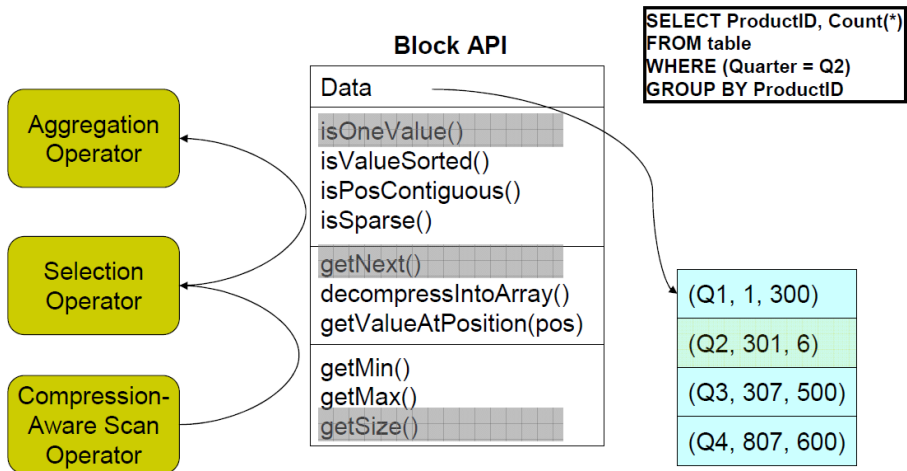 SELECT ProductID, Count(*)
FROM table
WHERE (Quarter = Q2)
GROUP BY ProductID
Block API
Data
isOneValue()
isValueSorted()
isPosContiguous()
isSparse()
getNext()
decompressIntoArray()
getValueAtPosition(pos)
getMin()
getMax()
getSize()
Aggregation
Operator
Selection
Operator
Compression-
Aware Scan
Operator
(Q1, 1, 300)
(Q2, 301, 6)
(Q3, 307, 500)
(Q4, 807, 600)